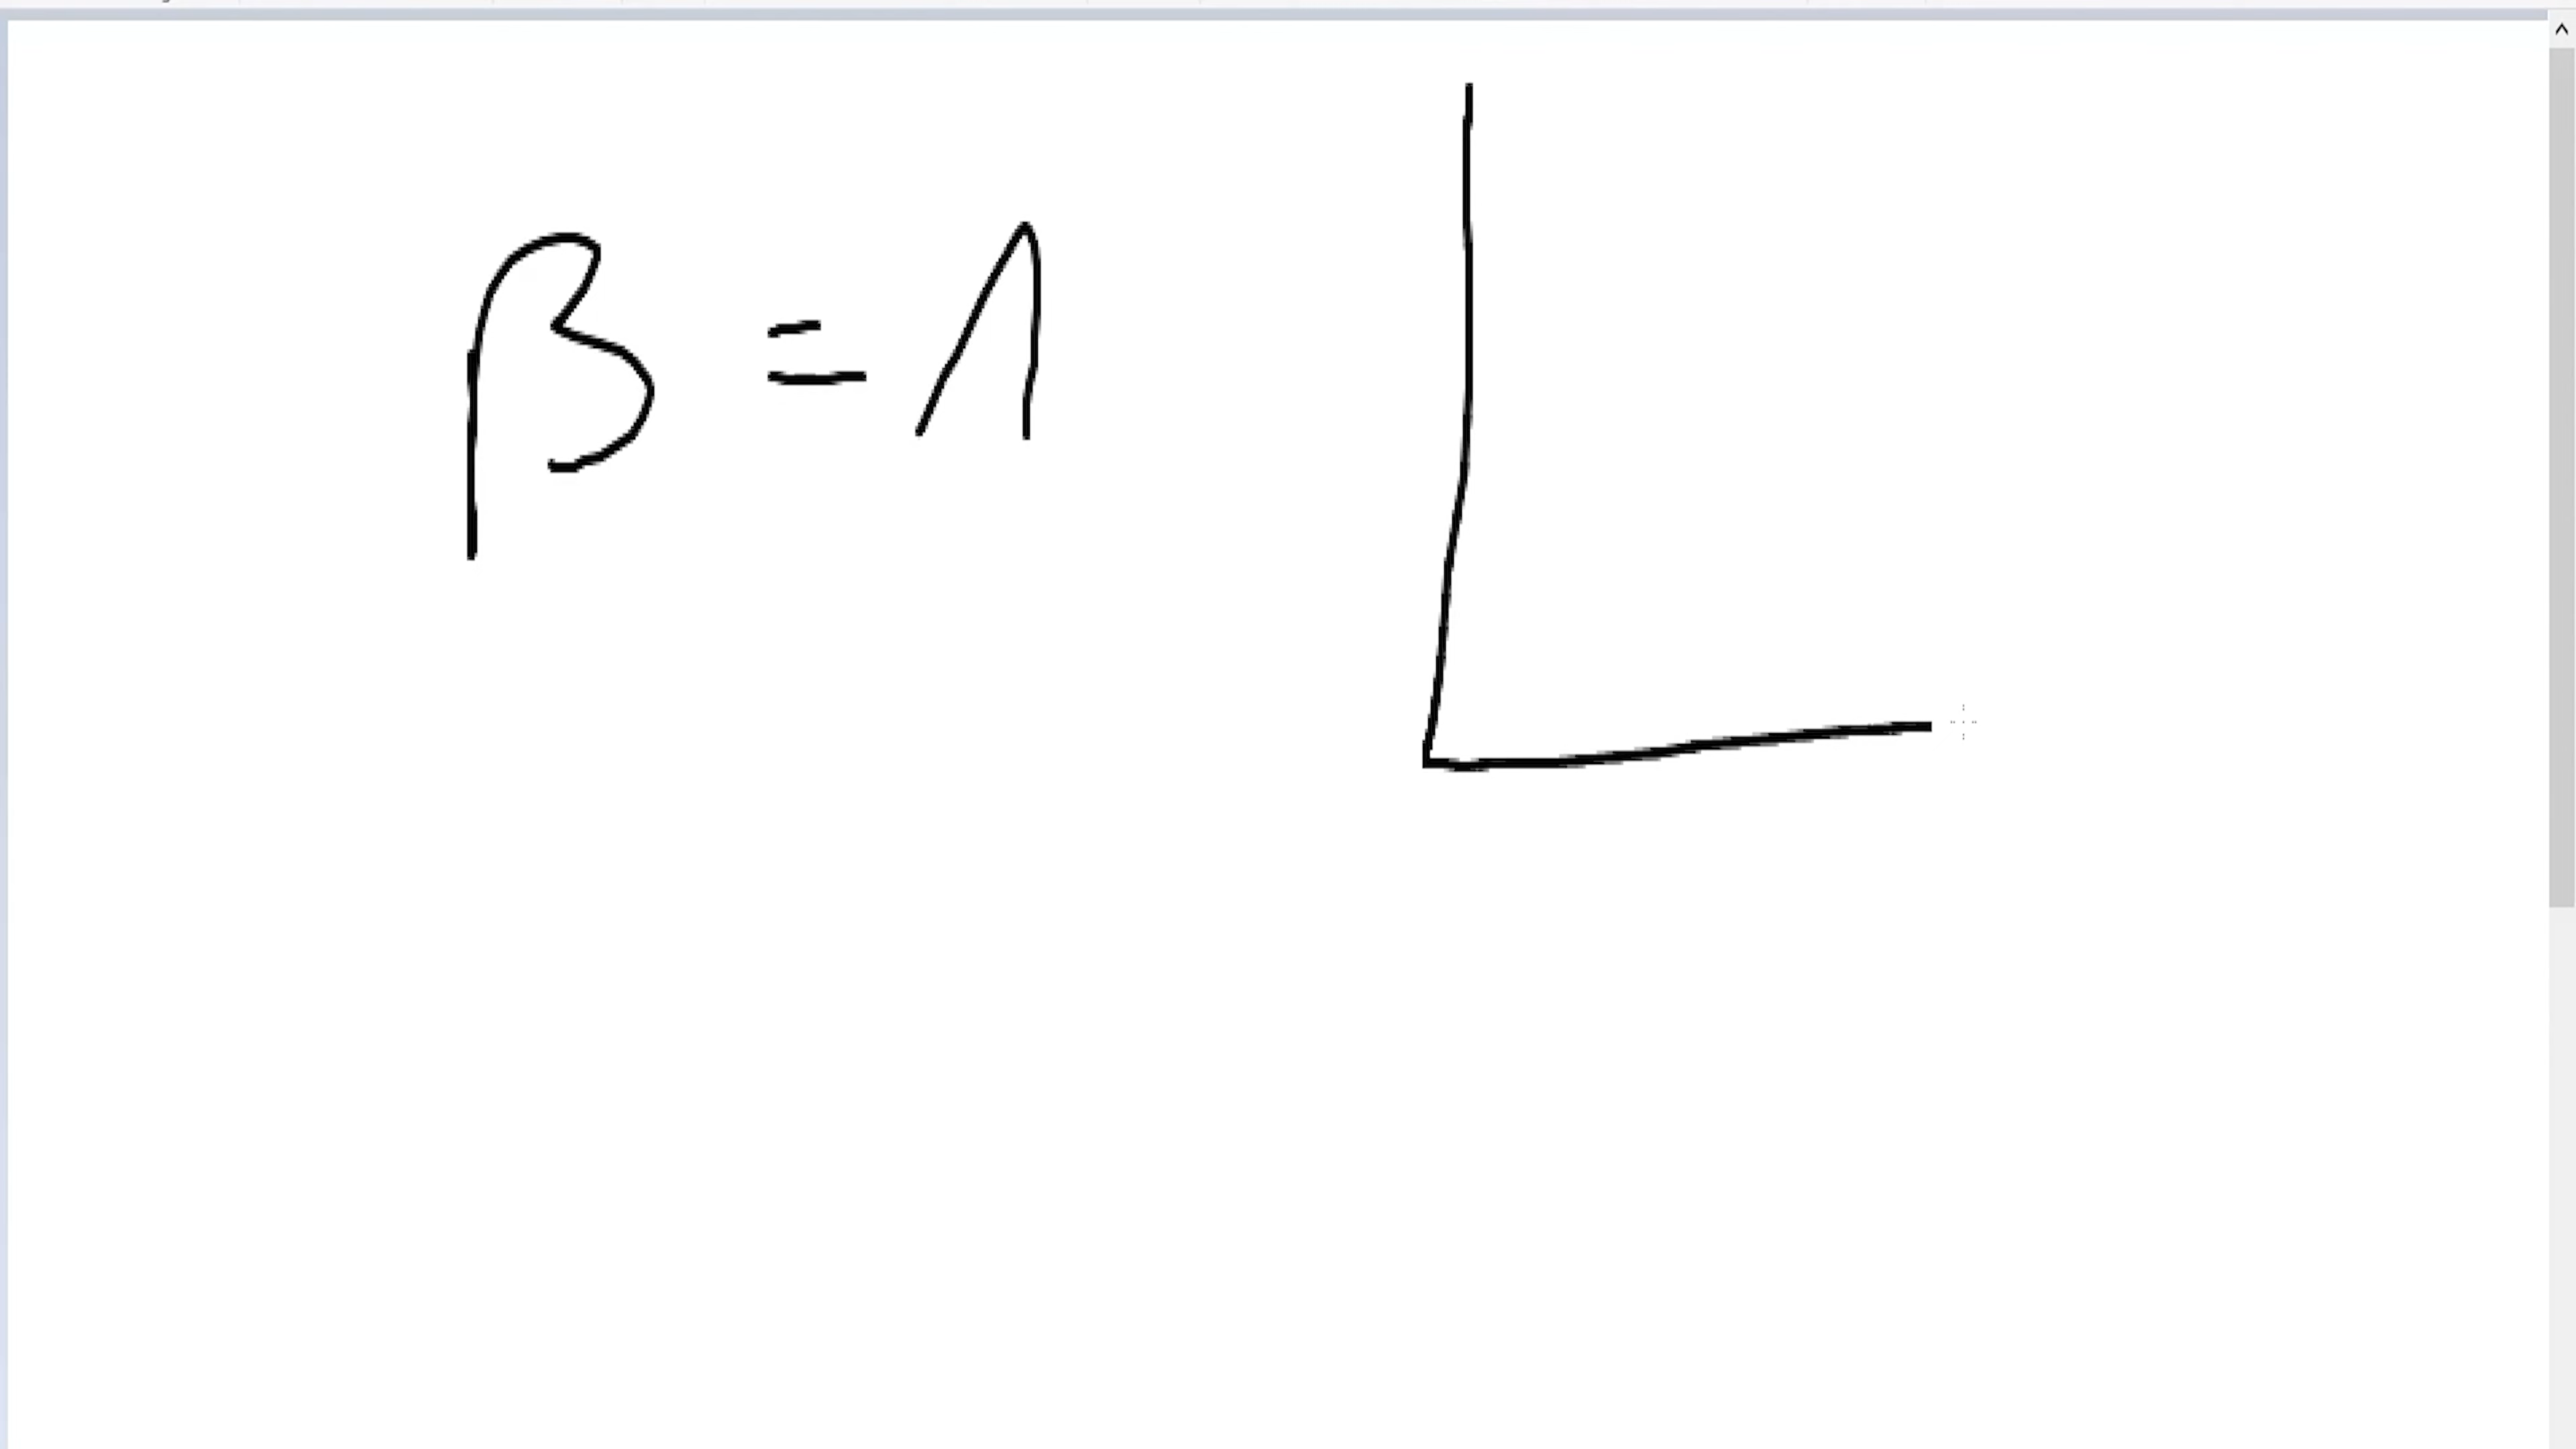 β = 1